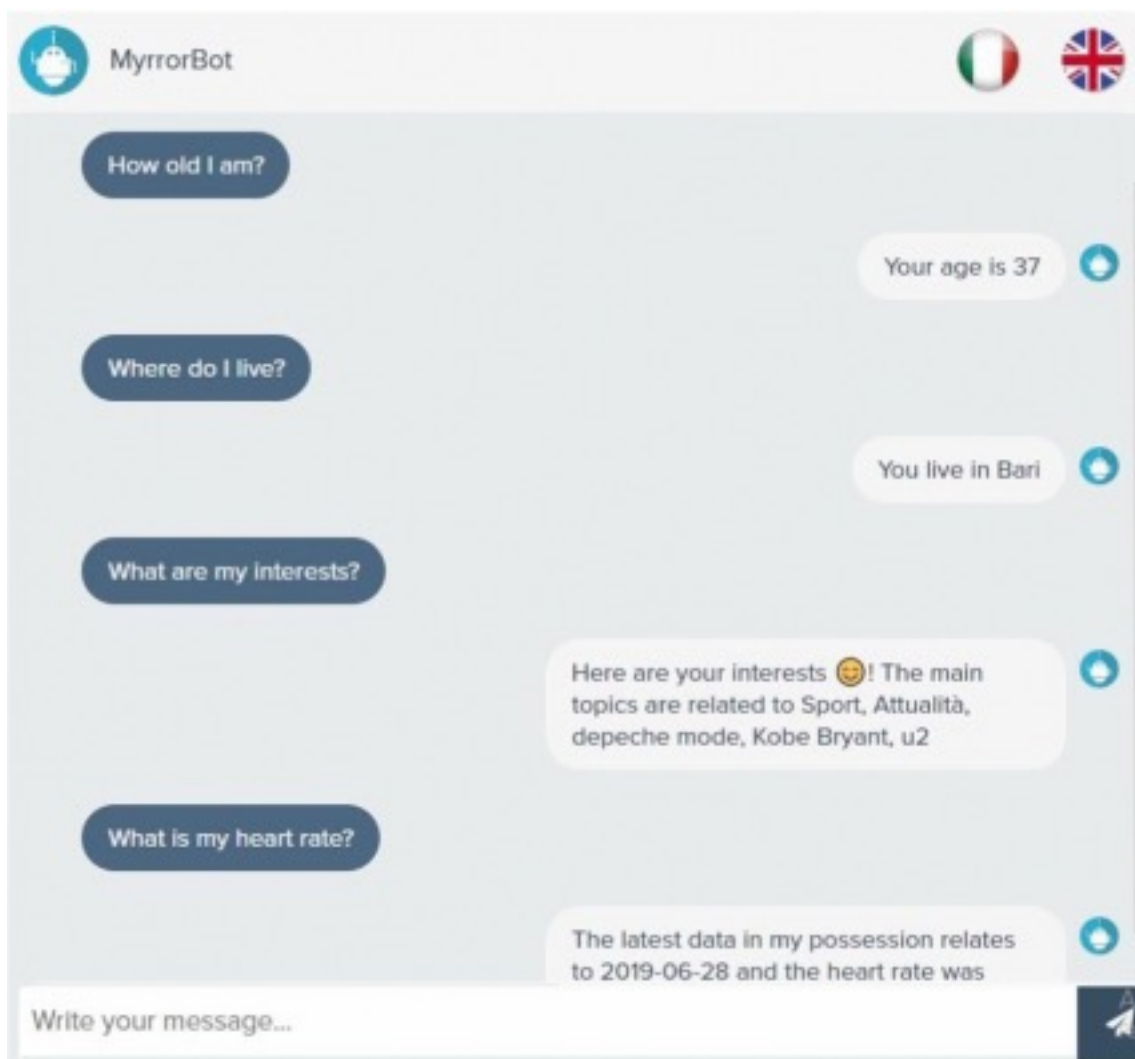 MyrrorBot
How old I am?
Your age is 37
Where do I live?
You live in Bari
What are my interests?
Here are your interests 😊! The main
topics are related to Sport, Attualità,
depeche mode, Kobe Bryant, u2
What is my heart rate?
The latest data in my possession relates
to 2019-06-28 and the heart rate was
Write your message...